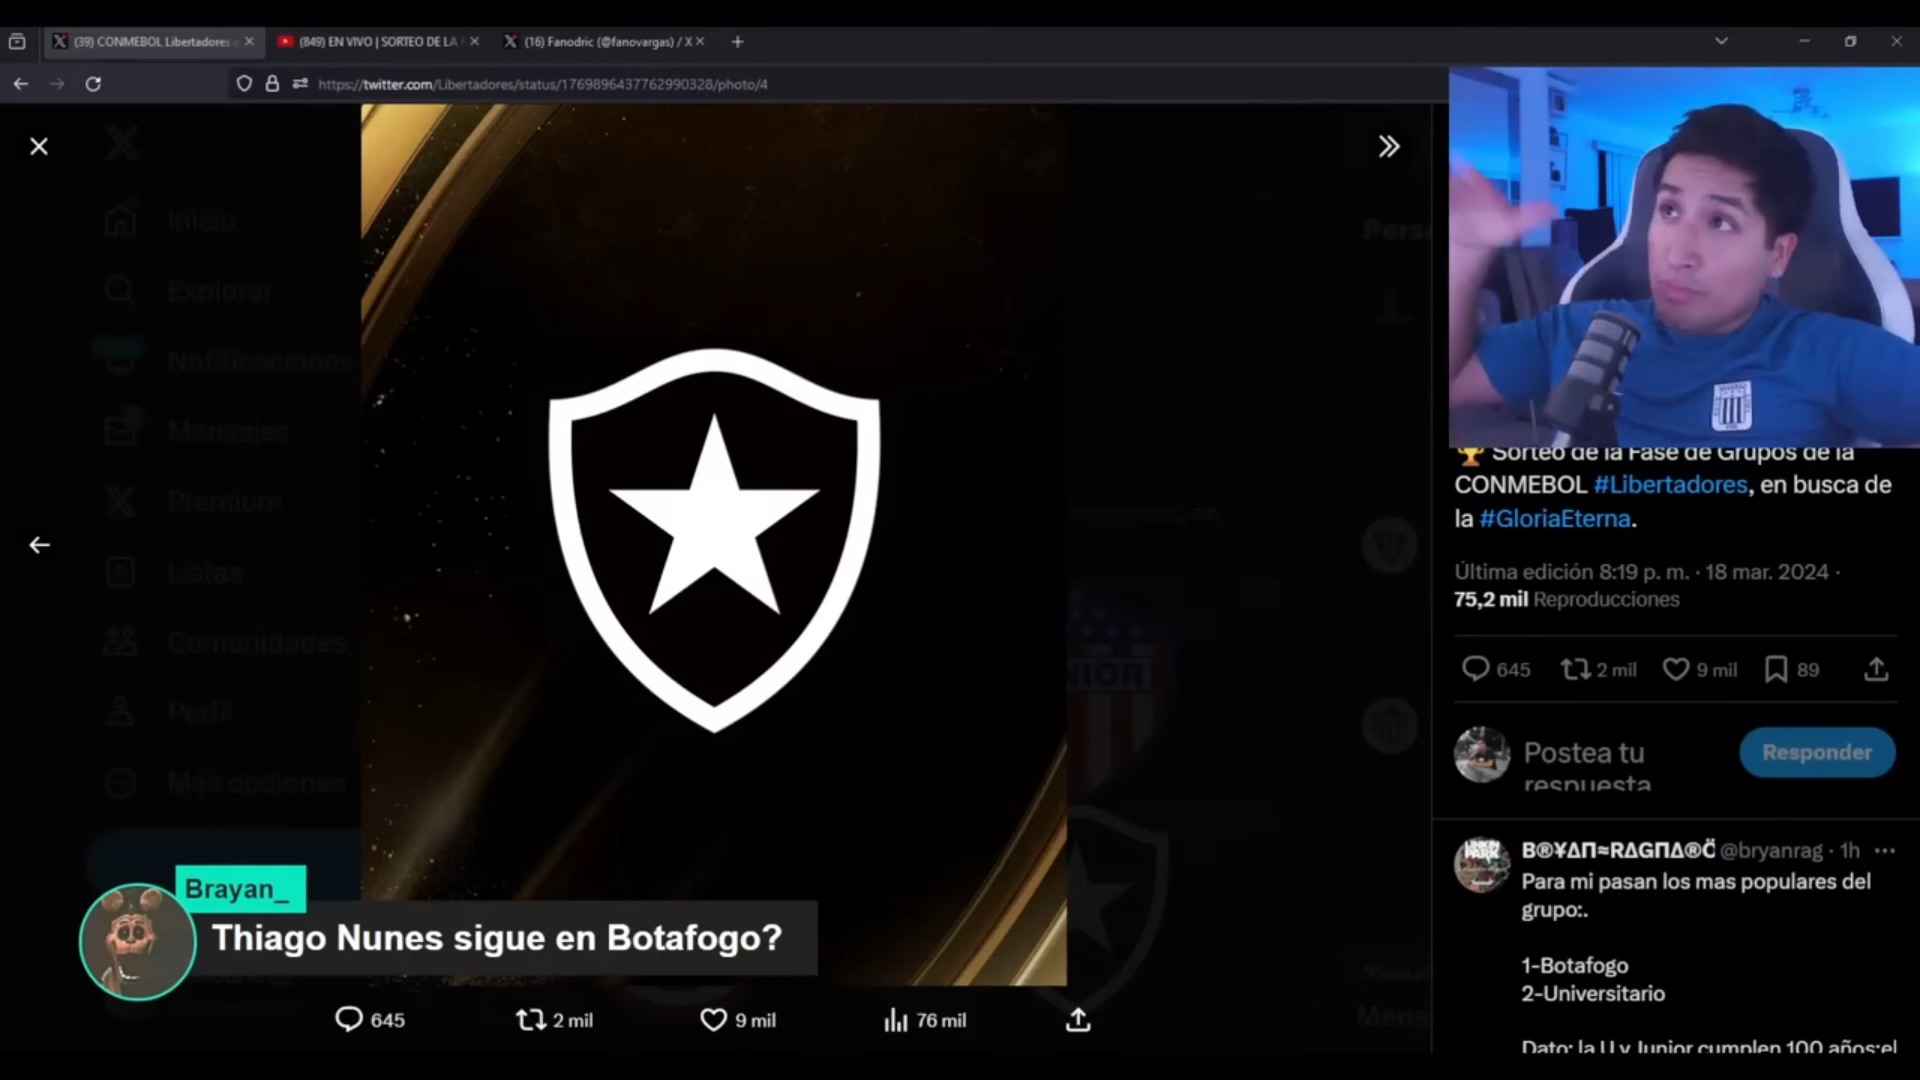 (39) CONMEBOL Libertadores e
(849) EN VIVO | SORTEO DE LA F
(16) Fanodric (@fanovargas) / X
https://twitter.com/Libertadores/status/1769896437762990328/photo/4
Inicio
Explorar
Notificaciones
Mensajes
Premium
Listas
Comunidades
Perfil
Más opciones
Pers
NIOR
Mens
Sorteo de la Fase de Grupos de la
CONMEBOL #Libertadores, en busca de
la #GloriaEterna.
Última edición 8:19 p. m. · 18 mar. 2024 ·
75,2 mil Reproducciones
645 2 mil 9 mil 89
Postea tu
respuesta
Responder
B®¥ΔΠ≈RΔGΠΔ®Ö @bryanrag · 1h
Para mi pasan los mas populares del
grupo:.
1-Botafogo
2-Universitario
Dato: la U y Junior cumplen 100 años:el
Brayan_
Thiago Nunes sigue en Botafogo?
645 2 mil 9 mil 76 mil